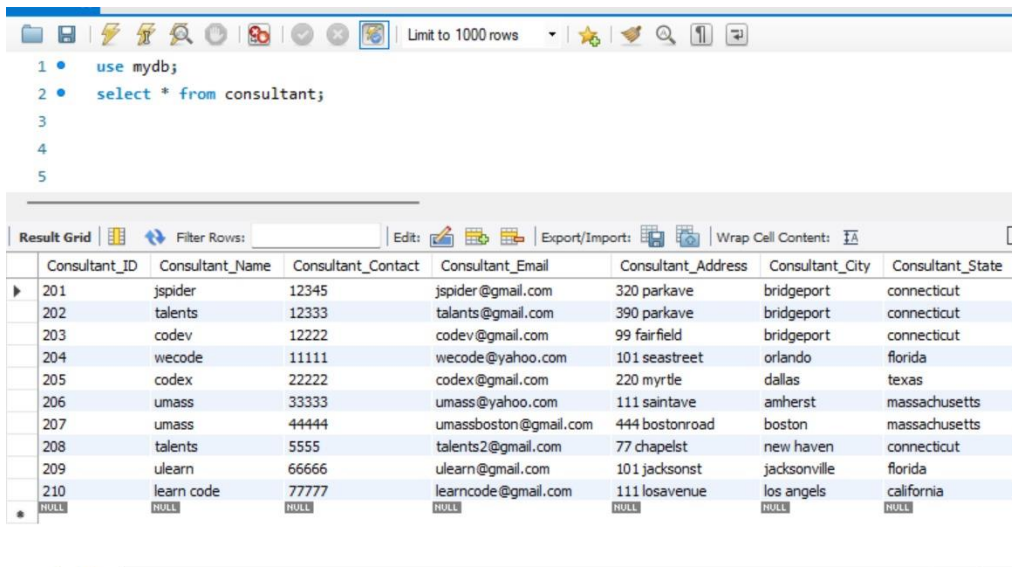 Limit to 1000 rows
1 use mydb;
2 select * from consultant;
3
4
5
Result Grid Filter Rows: Edit: Export/Import: Wrap Cell Content: IA
Consultant_ID Consultant_Name Consultant_Contact Consultant_Email Consultant_Address Consultant_City Consultant_State
201 jspider 12345 jspider@gmail.com 320 parkave bridgeport connecticut
202 talents 12333 talants@gmail.com 390 parkave bridgeport connecticut
203 codev 12222 codev@gmail.com 99 fairfield bridgeport connecticut
204 wecode 11111 wecode@yahoo.com 101 seastreet orlando florida
205 codex 22222 codex@gmail.com 220 myrtle dallas texas
206 umass 33333 umass@yahoo.com 111 saintave amherst massachusetts
207 umass 44444 umassboston@gmail.com 444 bostonroad boston massachusetts
208 talents 5555 talents2@gmail.com 77 chapelst new haven connecticut
209 ulearn 66666 ulearn@gmail.com 101 jacksonst jacksonville florida
210 learn code 77777 learncode@gmail.com 111 losavenue los angels california
NULL NULL NULL NULL NULL NULL NULL